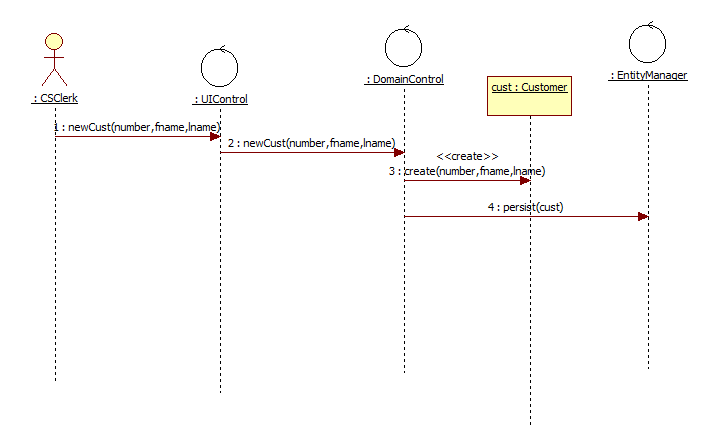 : CSClerk
: UIControl
: DomainControl
cust : Customer
: EntityManager
1 : newCust(number,fname,lname)
2 : newCust(number,fname,lname)
<<create>>
3 : create(number,fname,lname)
4 : persist(cust)